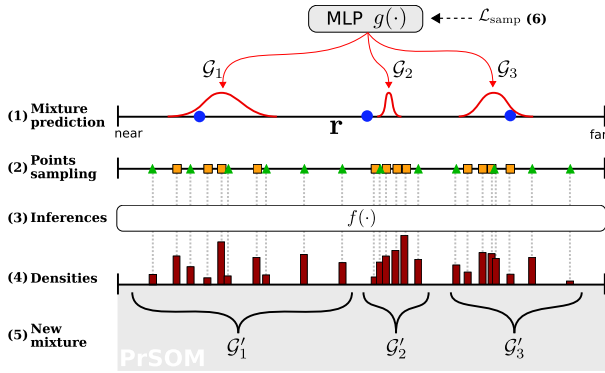 MLP g(·)
ℒ_samp (6)
𝒢₁ 𝒢₂ 𝒢₃
(1) Mixture prediction
near r far
(2) Points sampling
(3) Inferences f(·)
(4) Densities
(5) New mixture
𝒢′₁ 𝒢′₂ 𝒢′₃
PrSOM